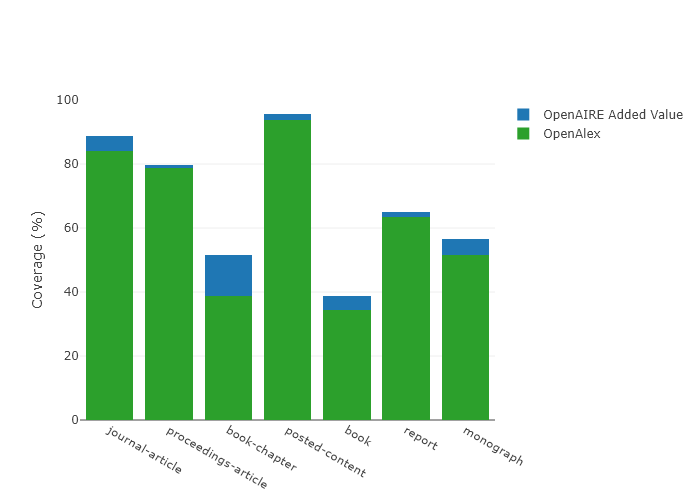 100
80
60
40
20
0
Coverage (%)
journal-article
proceedings-article
book-chapter
posted-content
book
report
monograph
OpenAIRE Added Value
OpenAlex